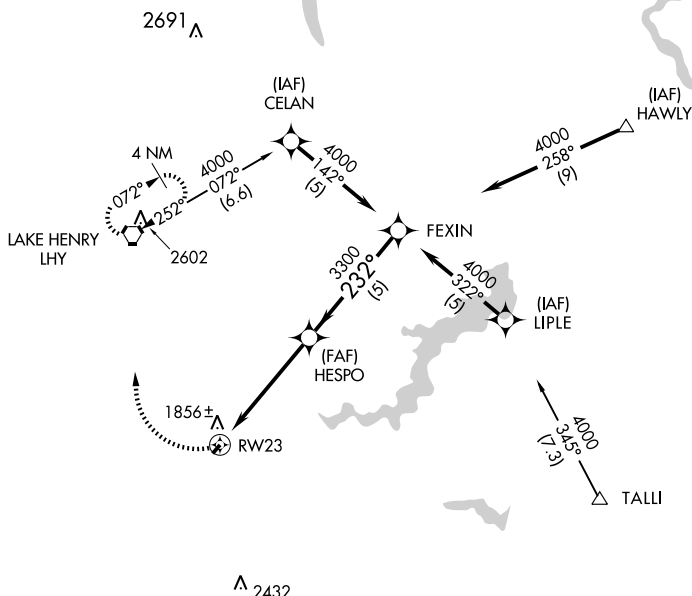 2691
(IAF)
CELAN
(IAF)
HAWLY
4000
258°
(9)
4 NM
4000
072°
(6.6)
4000
142°
(5)
072°
252°
LAKE HENRY
LHY
2602
FEXIN
3300
232°
(5)
4000
322°
(5)
(IAF)
LIPLE
(FAF)
HESPO
1856±
RW23
4000
345°
(7.3)
TALLI
2432